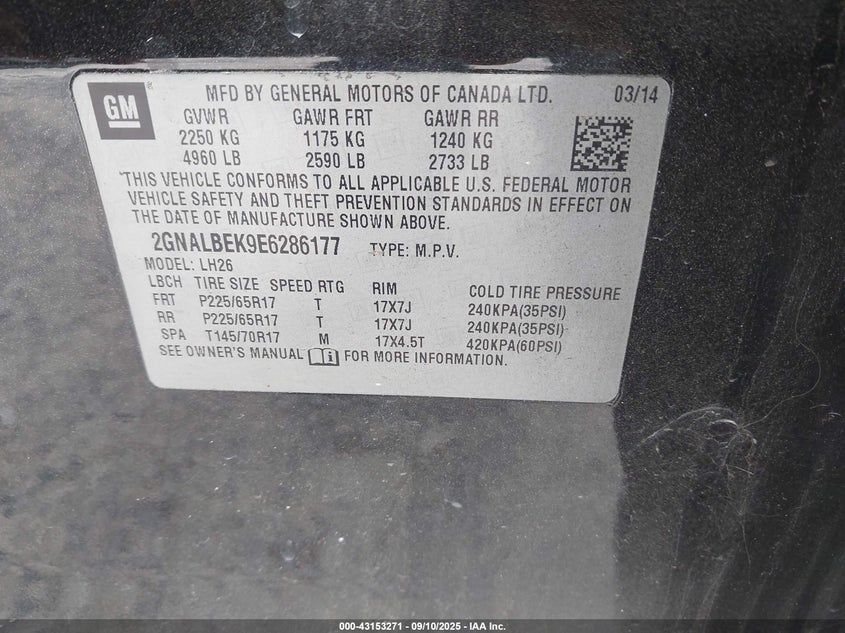 GM ® MFD BY GENERAL MOTORS OF CANADA LTD. 03/14
GVWR GAWR FRT GAWR RR
2250 KG 1175 KG 1240 KG
4960 LB 2590 LB 2733 LB
*THIS VEHICLE CONFORMS TO ALL APPLICABLE U.S. FEDERAL MOTOR
VEHICLE SAFETY AND THEFT PREVENTION STANDARDS IN EFFECT ON
THE DATE OF MANUFACTURE SHOWN ABOVE.
2GNALBEK9E6286177 TYPE: M.P.V.
MODEL: LH26
LBCH TIRE SIZE SPEED RTG RIM COLD TIRE PRESSURE
FRT P225/65R17 T 17X7J 240KPA(35PSI)
RR P225/65R17 T 17X7J 240KPA(35PSI)
SPA T145/70R17 M 17X4.5T 420KPA(60PSI)
SEE OWNER'S MANUAL FOR MORE INFORMATION.
000-43153271 - 09/10/2025 - IAA Inc.